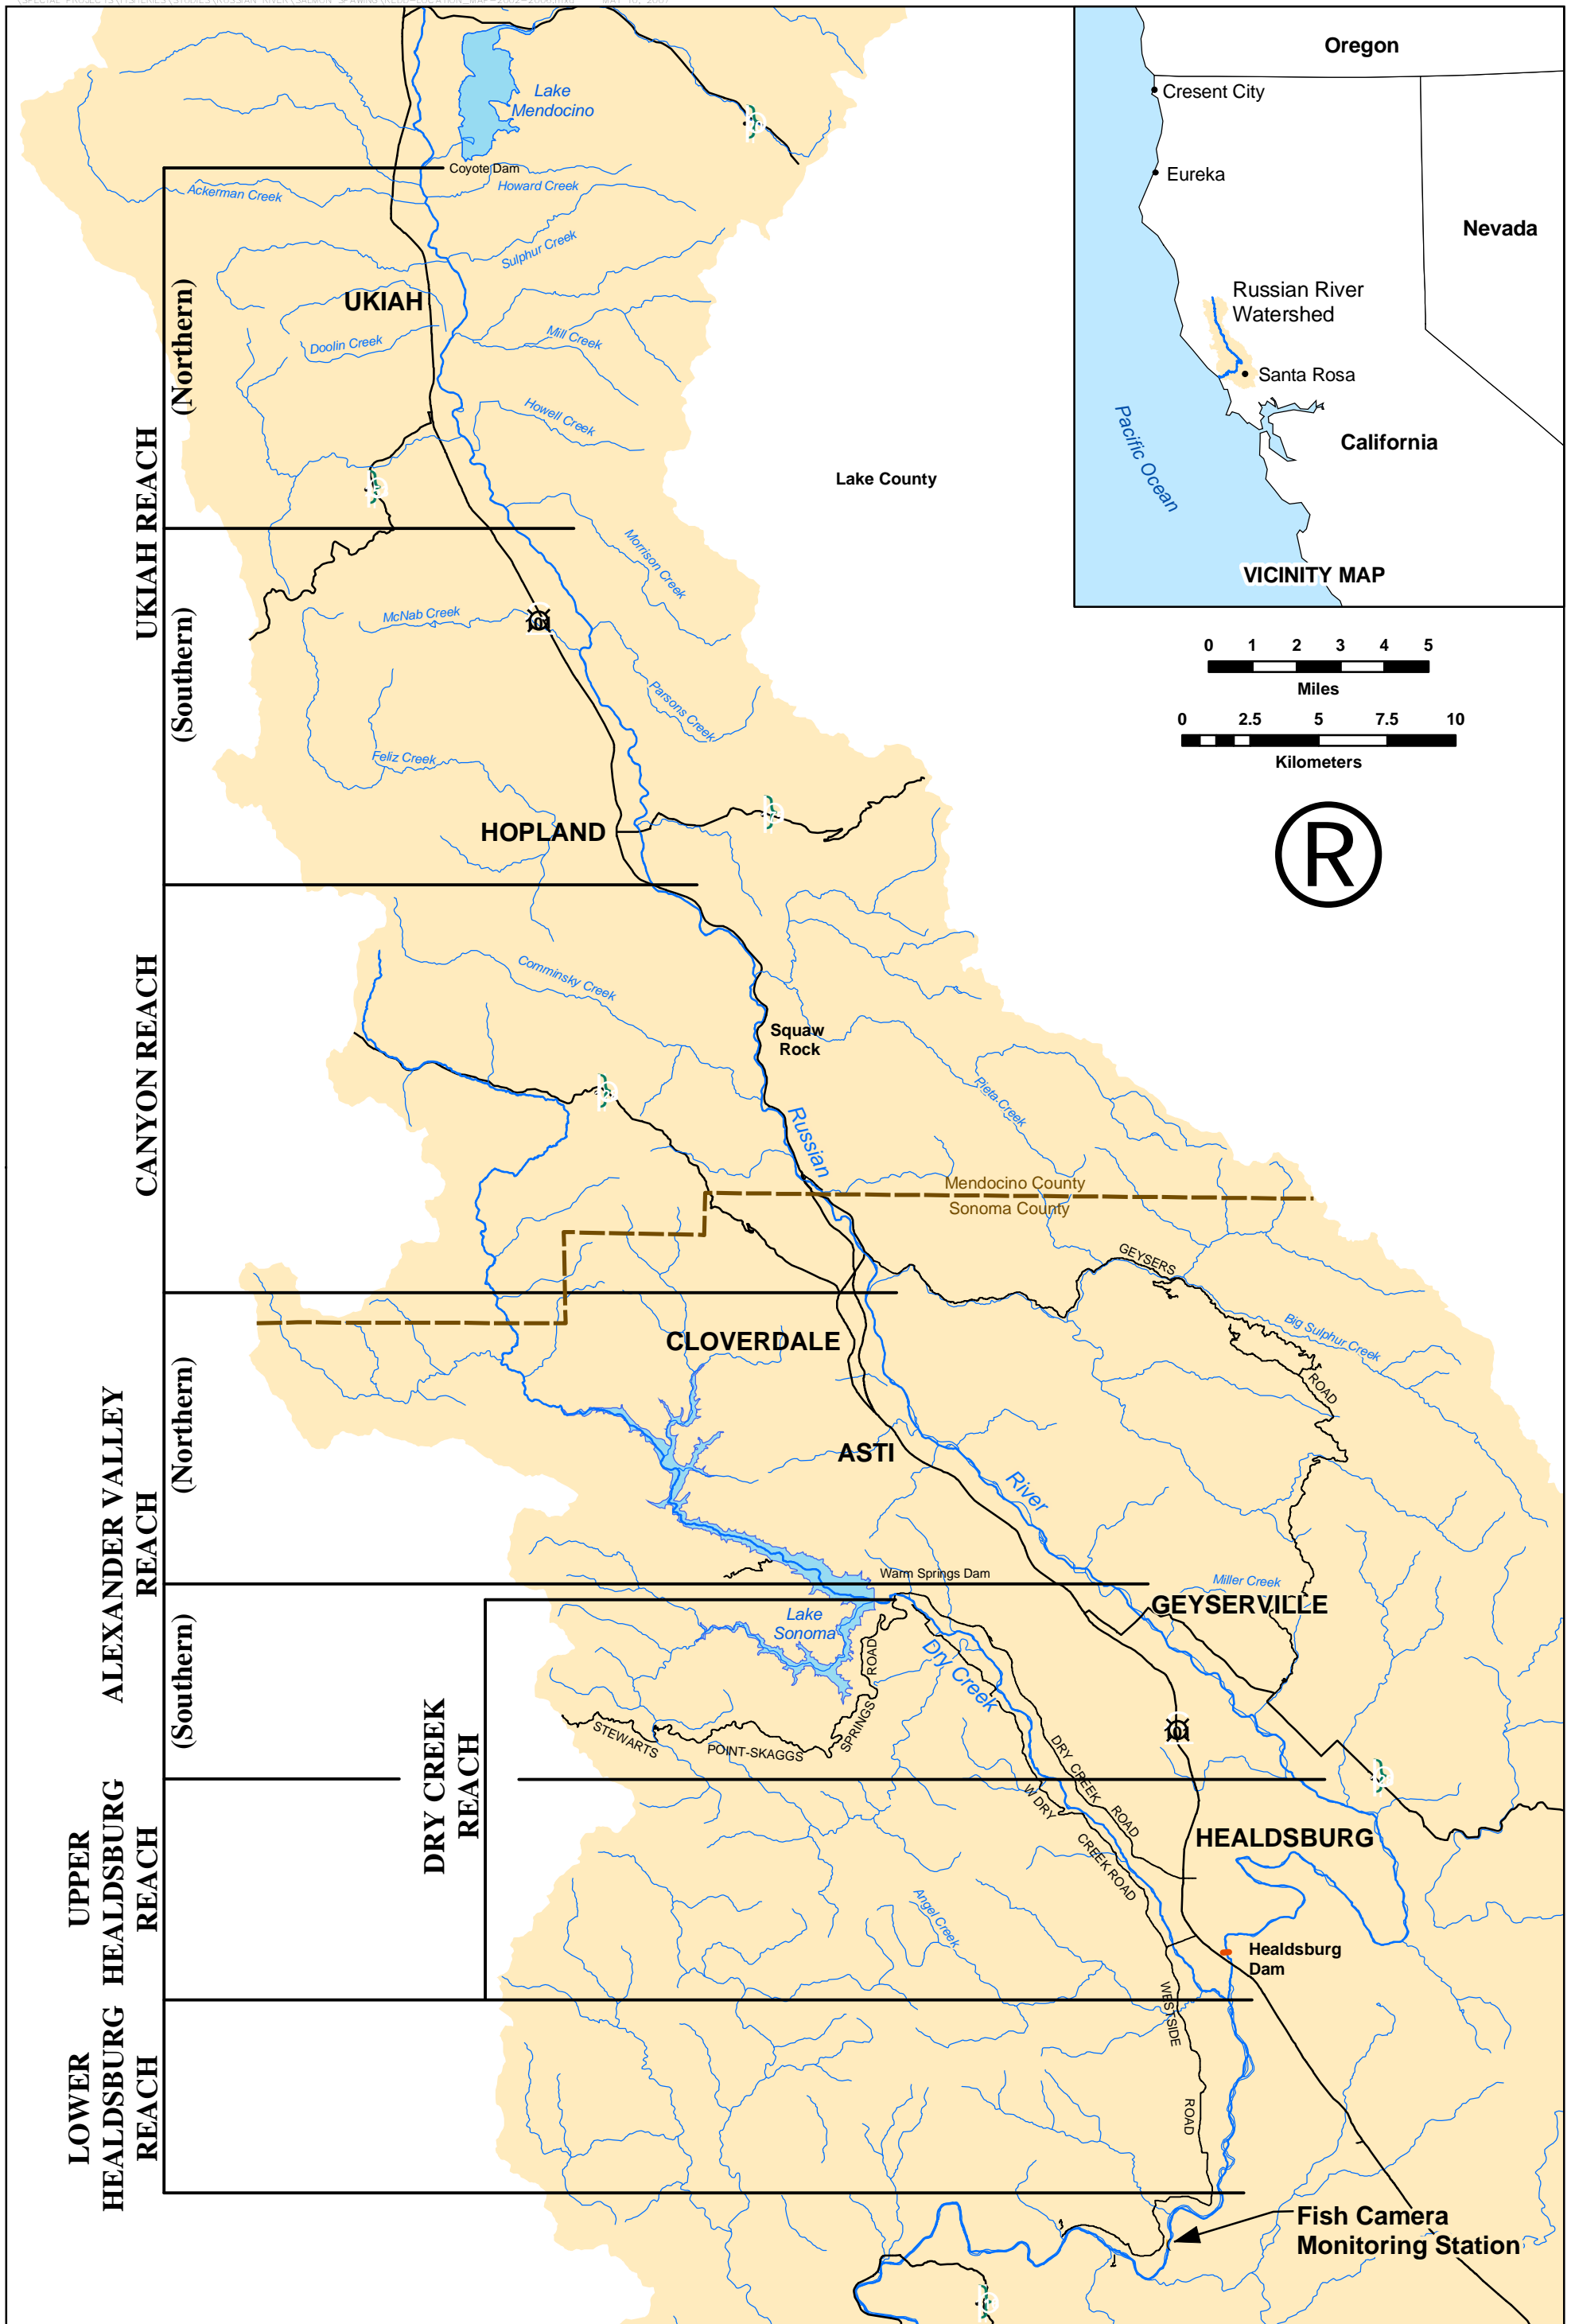 Oregon
Cresent City
Eureka
Nevada
Russian River
Watershed
Santa Rosa
California
Pacific Ocean
VICINITY MAP
0 1 2 3 4 5
Miles
0 2.5 5 7.5 10
Kilometers
R
Lake
Mendocino
Coyote Dam
Ackerman Creek
Howard Creek
Sulphur Creek
UKIAH
Doolin Creek
Mill Creek
Howell Creek
Lake County
UKIAH REACH
(Northern)
(Southern)
Morrison Creek
McNab Creek
Parsons Creek
Feliz Creek
HOPLAND
CANYON REACH
Comminsky Creek
Squaw
Rock
Pieta Creek
Russian
Mendocino County
Sonoma County
GEYSERS
ROAD
Big Sulphur Creek
CLOVERDALE
ALEXANDER VALLEY
REACH
(Northern)
(Southern)
ASTI
River
Warm Springs Dam
Miller Creek
GEYSERVILLE
Lake
Sonoma
Dry Creek
STEWARTS
POINT-SKAGGS
SPRINGS
ROAD
DRY CREEK
REACH
DRY CREEK
ROAD
W DRY
CREEK ROAD
UPPER
HEALDSBURG
REACH
HEALDSBURG
Angel Creek
Healdsburg
Dam
WESTSIDE
ROAD
LOWER
HEALDSBURG
REACH
Fish Camera
Monitoring Station